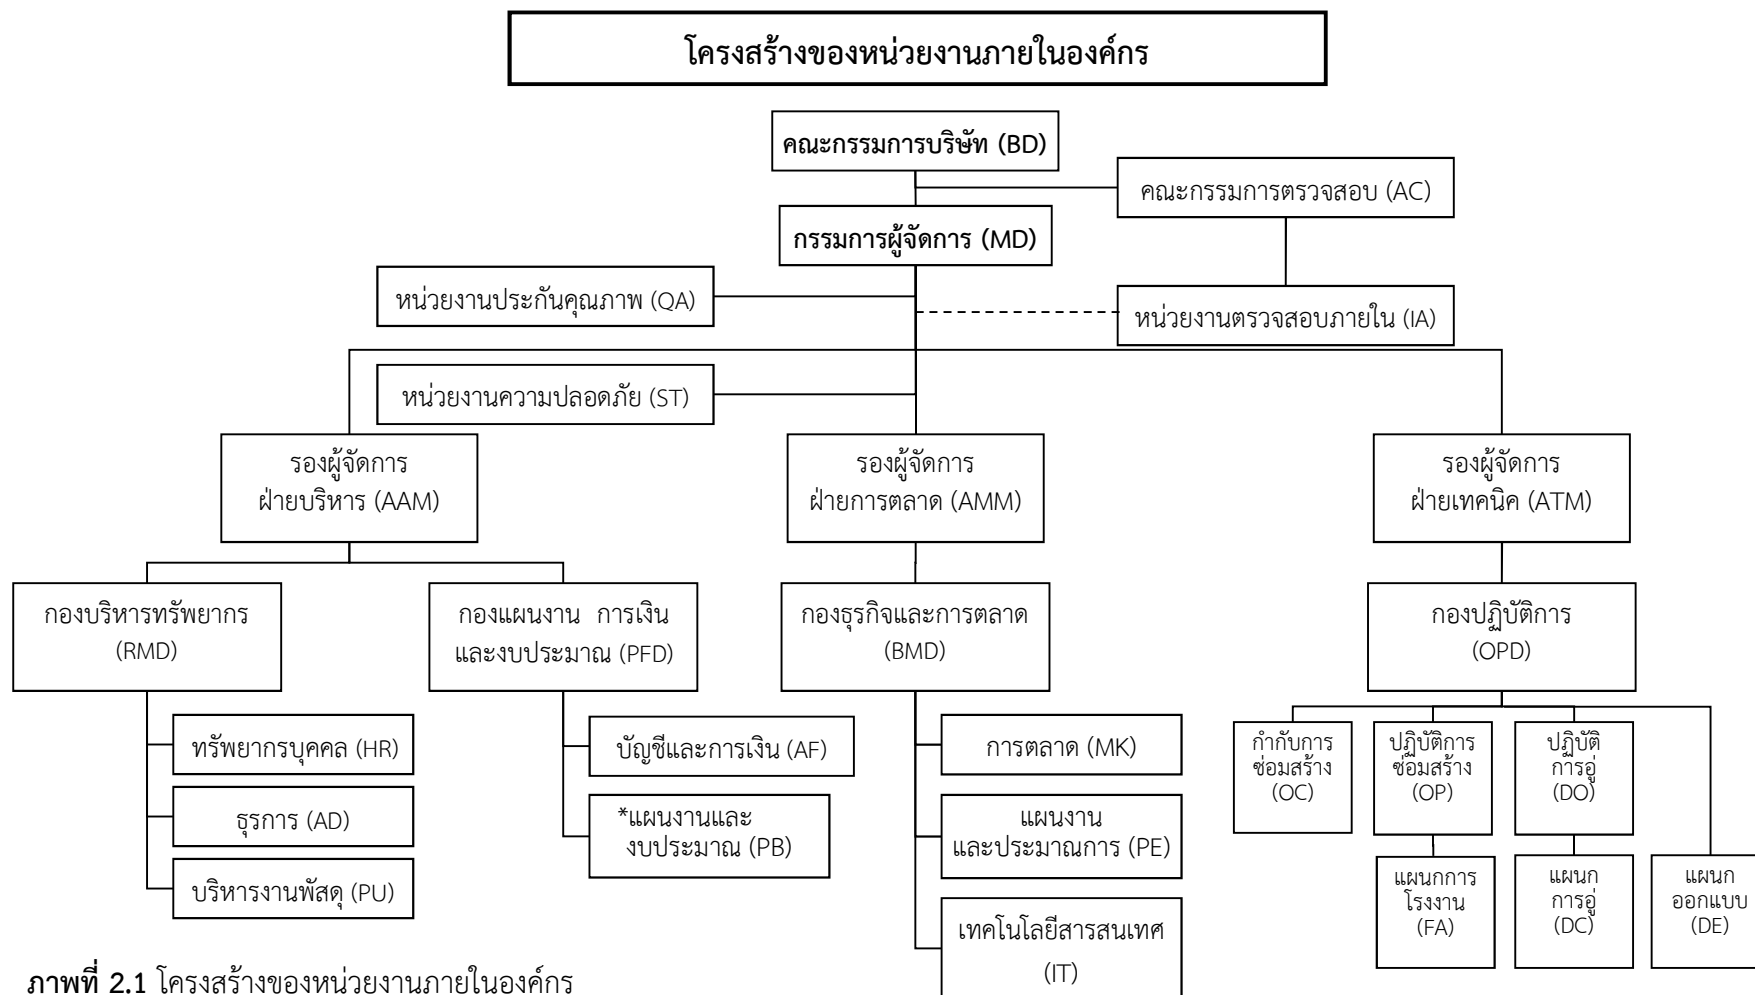 โครงสร้างของหน่วยงานภายในองค์กร
คณะกรรมการบริษัท (BD)
คณะกรรมการตรวจสอบ (AC)
กรรมการผู้จัดการ (MD)
หน่วยงานประกันคุณภาพ (QA)
หน่วยงานตรวจสอบภายใน (IA)
หน่วยงานความปลอดภัย (ST)
รองผู้จัดการ
ฝ่ายบริหาร (AAM)
รองผู้จัดการ
ฝ่ายการตลาด (AMM)
รองผู้จัดการ
ฝ่ายเทคนิค (ATM)
กองบริหารทรัพยากร
(RMD)
กองแผนงาน การเงิน
และงบประมาณ (PFD)
กองธุรกิจและการตลาด
(BMD)
กองปฏิบัติการ
(OPD)
ทรัพยากรบุคคล (HR)
ธุรการ (AD)
บริหารงานพัสดุ (PU)
บัญชีและการเงิน (AF)
*แผนงานและ
งบประมาณ (PB)
การตลาด (MK)
แผนงาน
และประมาณการ (PE)
เทคโนโลยีสารสนเทศ
(IT)
กำกับการ
ซ่อมสร้าง
(OC)
ปฏิบัติการ
ซ่อมสร้าง
(OP)
ปฏิบัติ
การอู่
(DO)
แผนกการ
โรงงาน
(FA)
แผนก
การอู่
(DC)
แผนก
ออกแบบ
(DE)
ภาพที่ 2.1 โครงสร้างของหน่วยงานภายในองค์กร